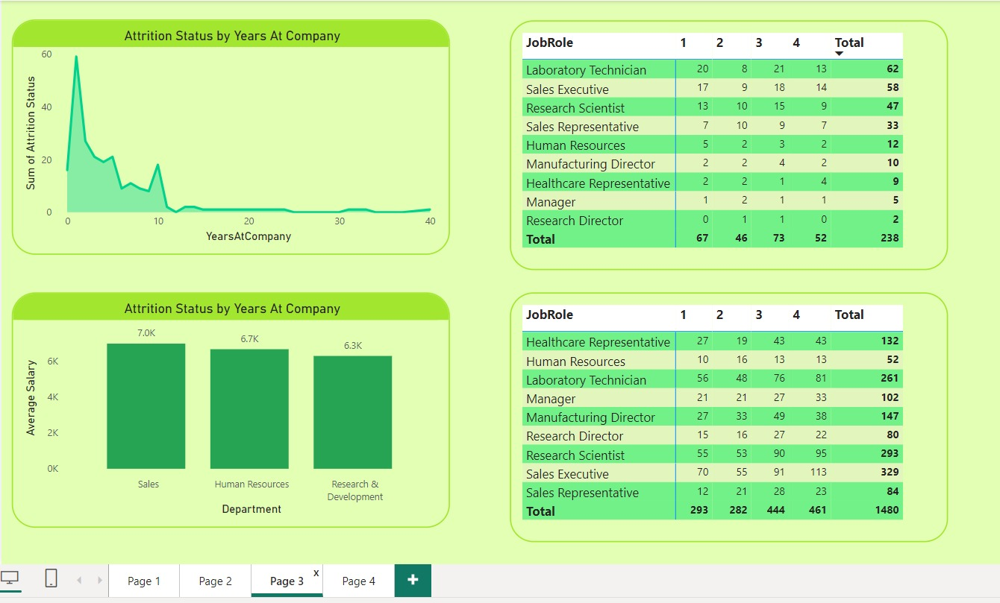 Attrition Status by Years At Company
Sum of Attrition Status
60
40
20
0
0 10 20 30 40
YearsAtCompany
JobRole 1 2 3 4 Total
Laboratory Technician 20 8 21 13 62
Sales Executive 17 9 18 14 58
Research Scientist 13 10 15 9 47
Sales Representative 7 10 9 7 33
Human Resources 5 2 3 2 12
Manufacturing Director 2 2 4 2 10
Healthcare Representative 2 2 1 4 9
Manager 1 2 1 1 5
Research Director 0 1 1 0 2
Total 67 46 73 52 238
Attrition Status by Years At Company
Average Salary
7.0K 6.7K 6.3K
6K
4K
2K
0K
Sales Human Resources Research &
Development
Department
JobRole 1 2 3 4 Total
Healthcare Representative 27 19 43 43 132
Human Resources 10 16 13 13 52
Laboratory Technician 56 48 76 81 261
Manager 21 21 27 33 102
Manufacturing Director 27 33 49 38 147
Research Director 15 16 27 22 80
Research Scientist 55 53 90 95 293
Sales Executive 70 55 91 113 329
Sales Representative 12 21 28 23 84
Total 293 282 444 461 1480
Page 1 Page 2 Page 3 x Page 4 +